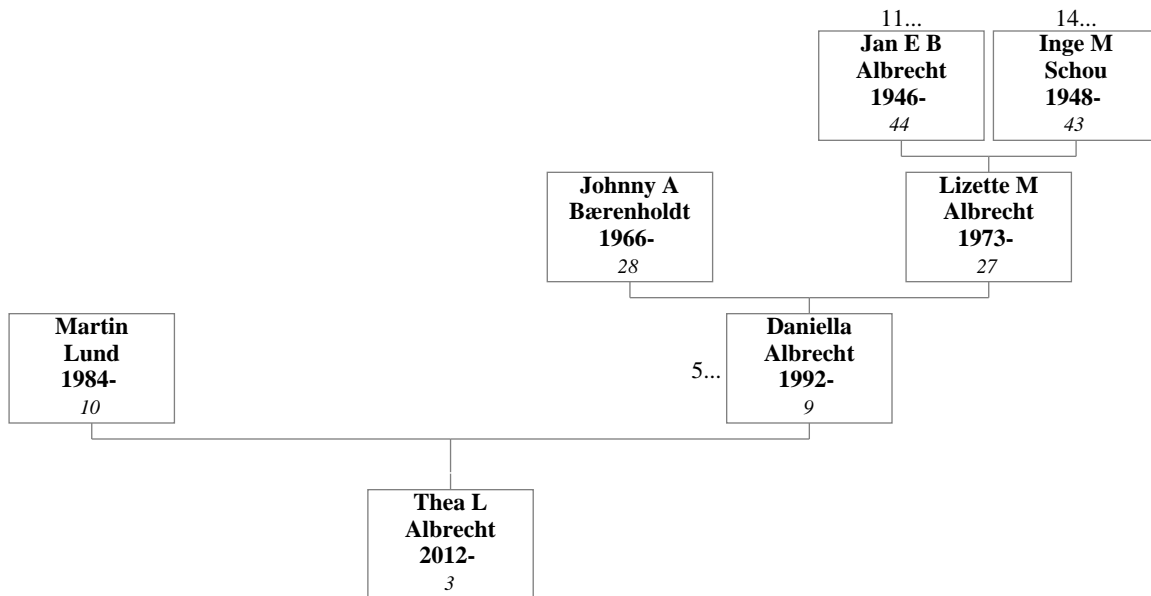 11...
14...
Jan E B
Albrecht
1946-
44
Inge M
Schou
1948-
43
Johnny A
Bærenholdt
1966-
28
Lizette M
Albrecht
1973-
27
Martin
Lund
1984-
10
5...
Daniella
Albrecht
1992-
9
Thea L
Albrecht
2012-
3